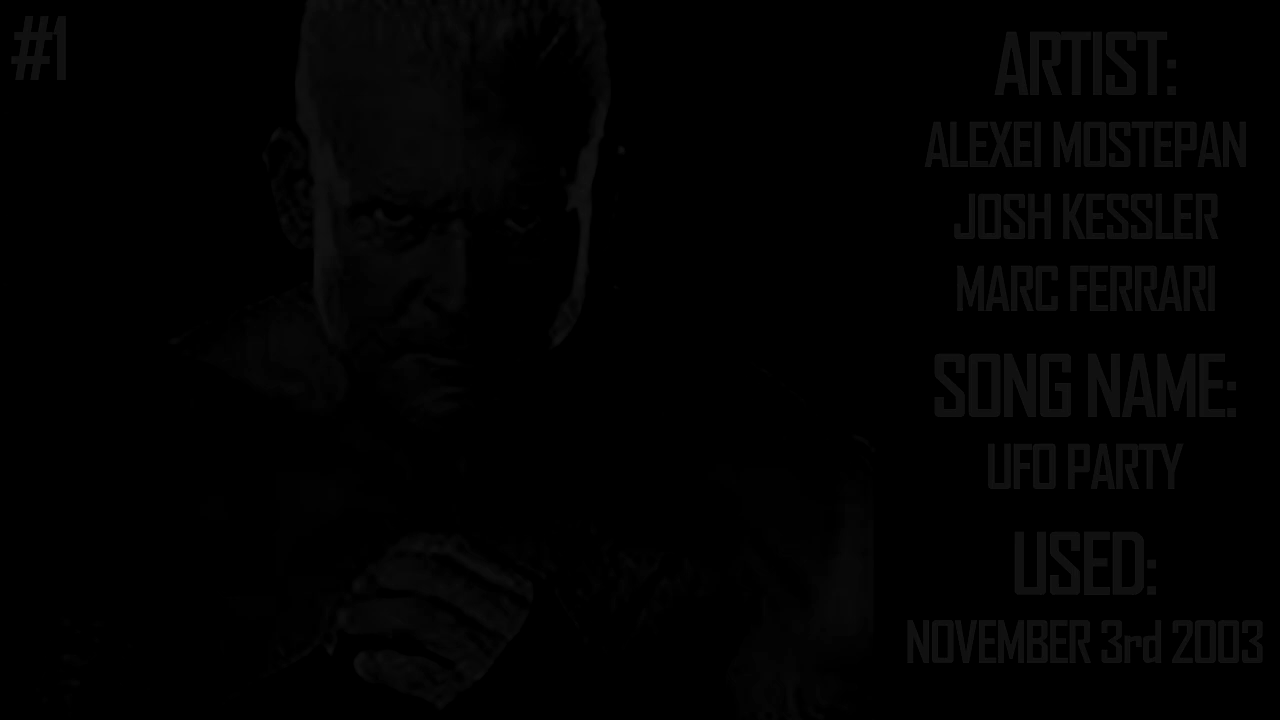 #1
ARTIST:
ALEXEI MOSTEPAN
JOSH KESSLER
MARC FERRARI
SONG NAME:
UFO PARTY
USED:
NOVEMBER 3rd 2003